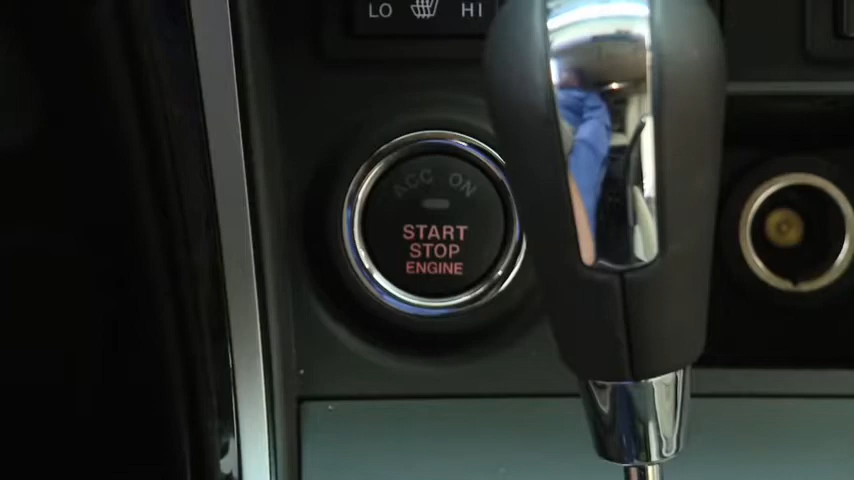 LO HI
ACC ON
START
STOP
ENGINE